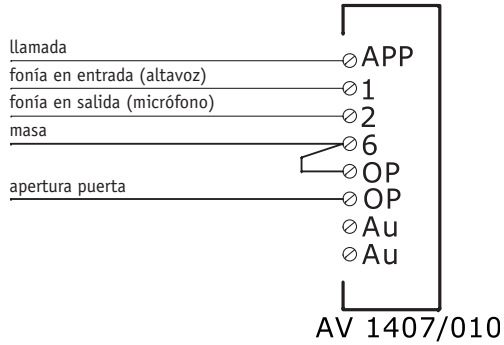 llamada
APP
fonía en entrada (altavoz)
1
fonía en salida (micrófono)
2
masa
6
OP
apertura puerta
OP
Au
Au
AV 1407/010